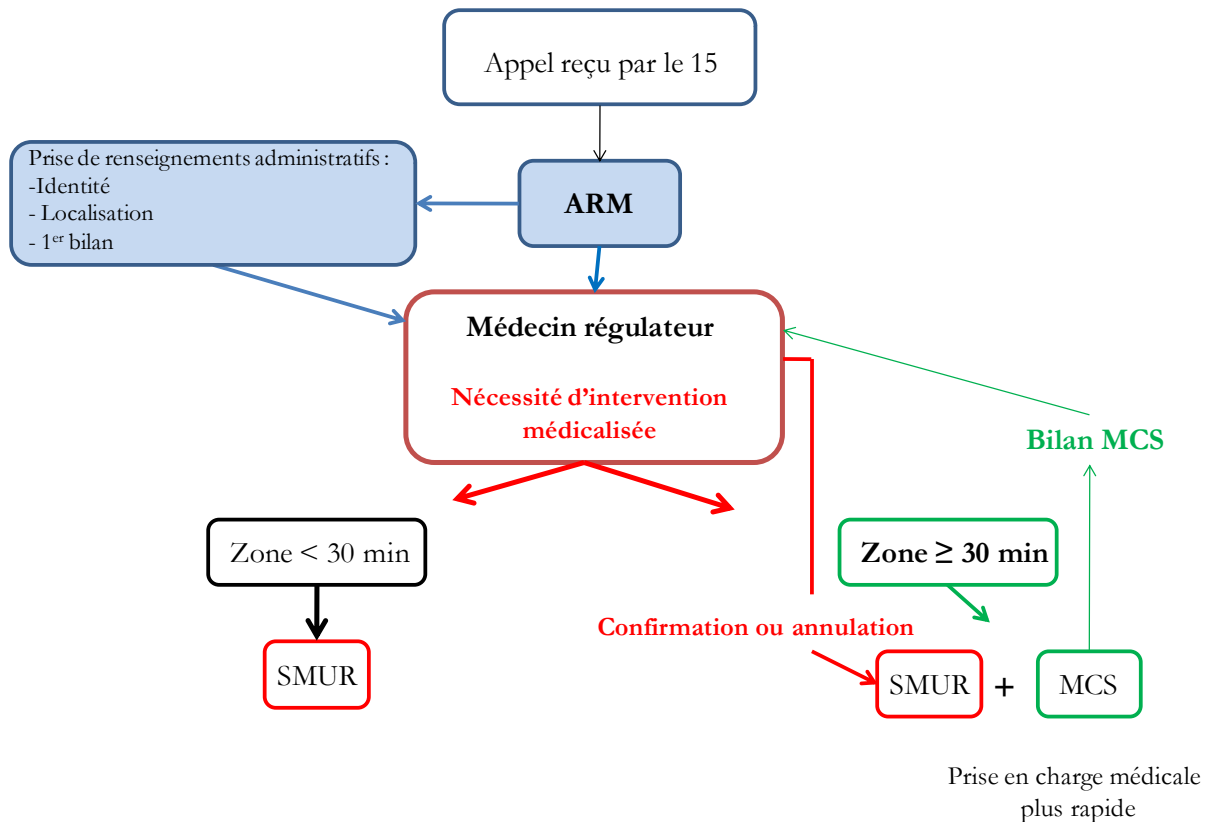 Appel reçu par le 15
Prise de renseignements administratifs :
-Identité
- Localisation
- 1er bilan
ARM
Médecin régulateur
Nécessité d'intervention
médicalisée
Bilan MCS
Zone < 30 min
Zone ≥ 30 min
Confirmation ou annulation
SMUR
SMUR + MCS
Prise en charge médicale
plus rapide